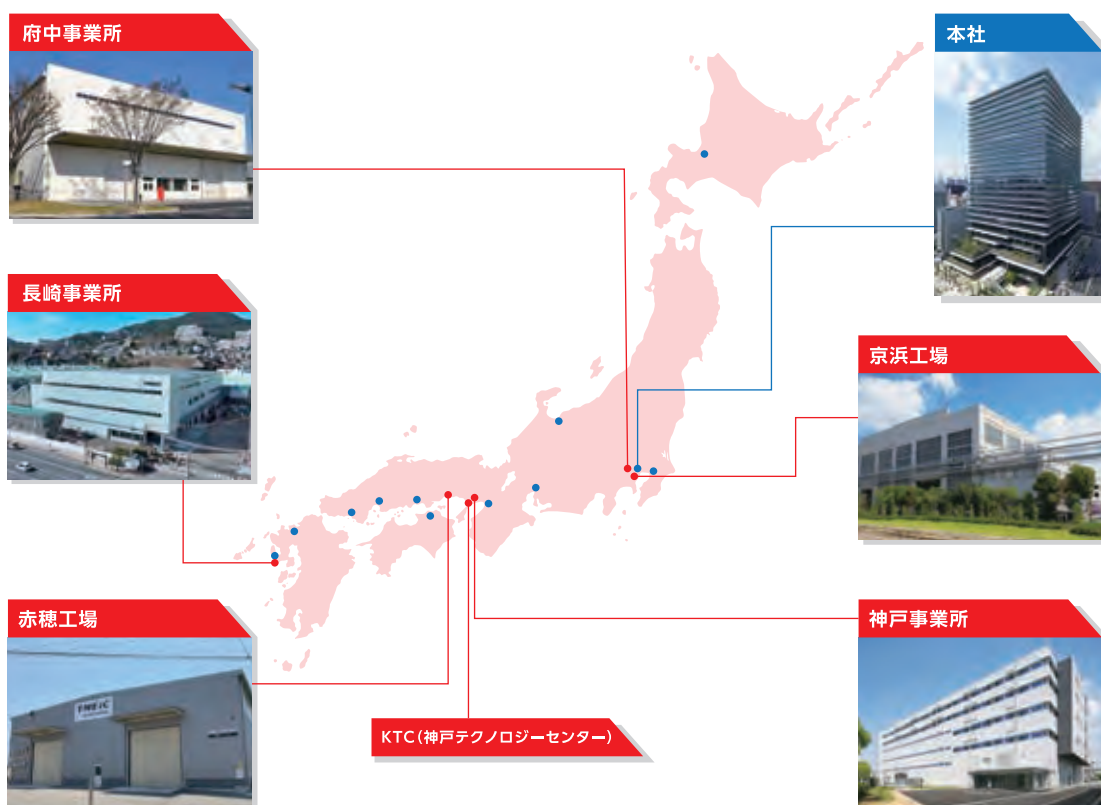 府中事業所
本社
長崎事業所
京浜工場
赤穂工場
TMEIC
神戸事業所
KTC(神戸テクノロジーセンター)